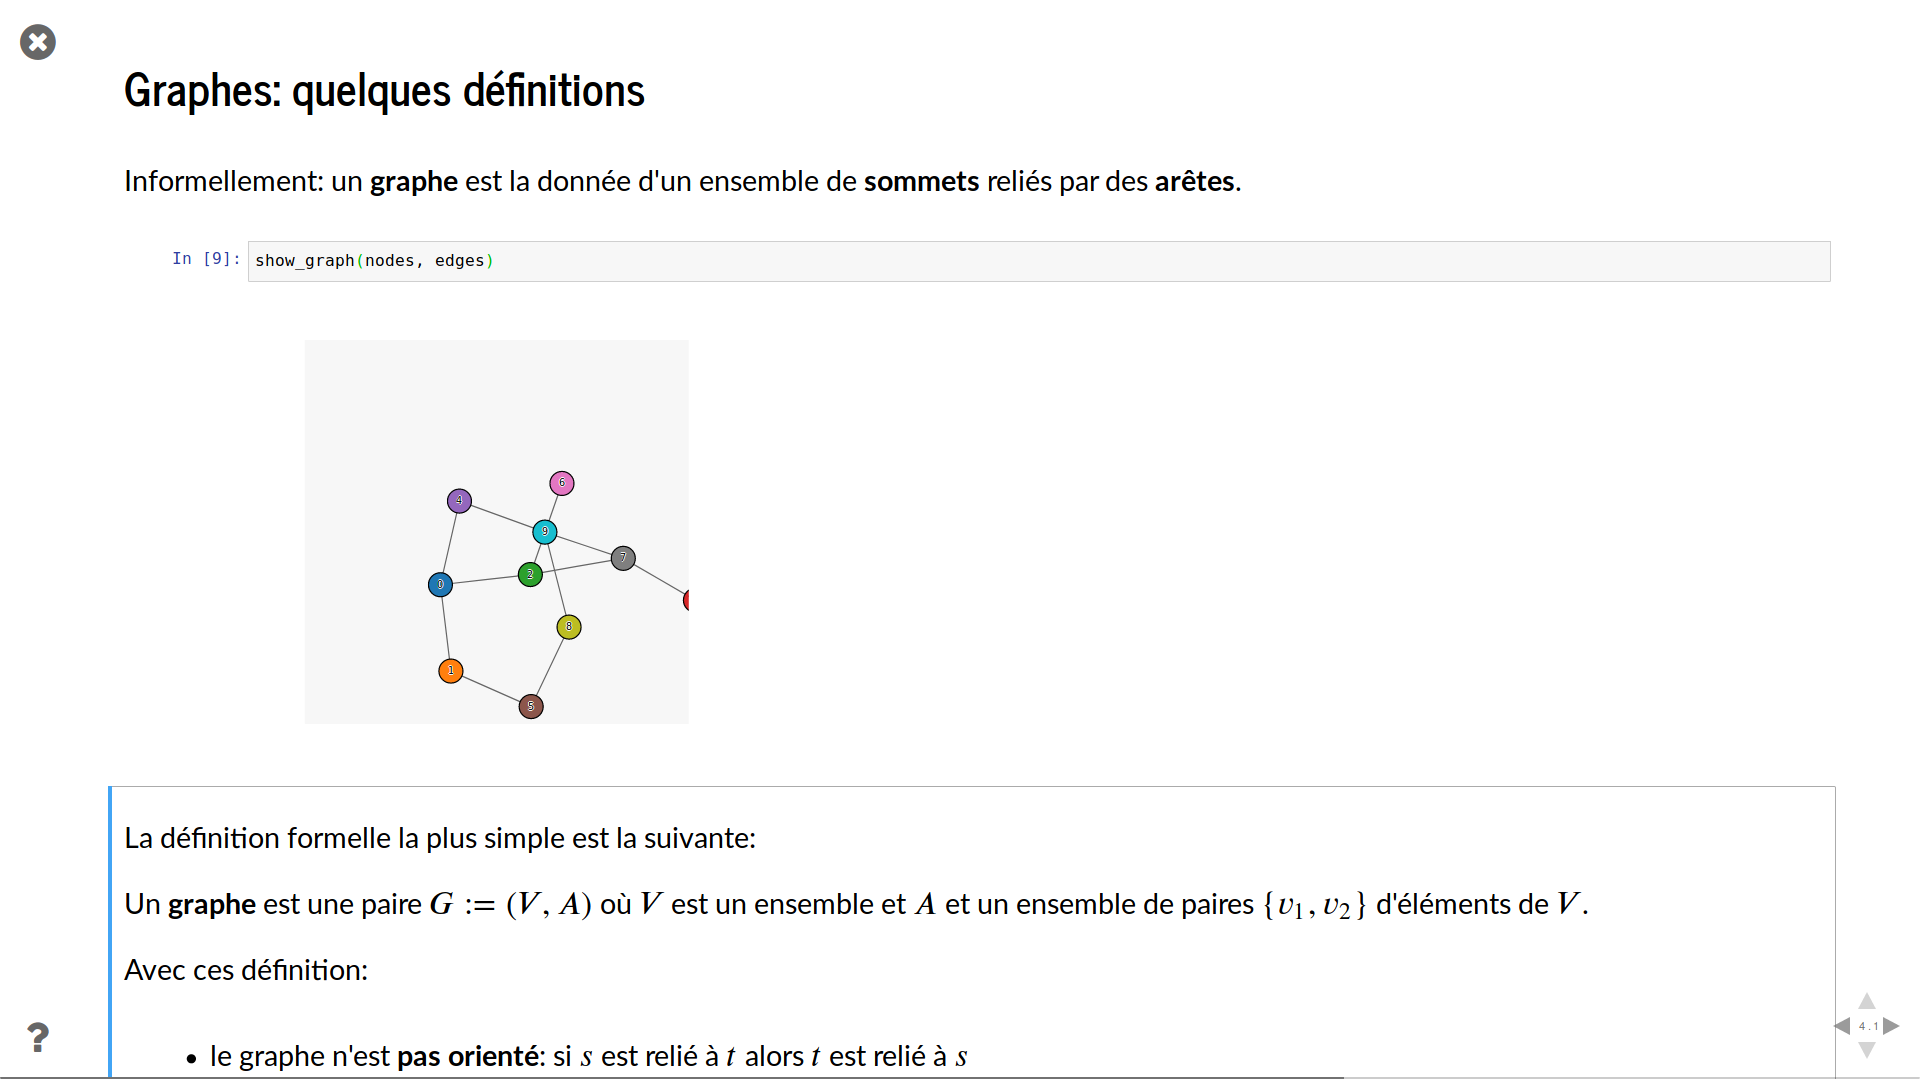 Graphes: quelques définitions
Informellement: un graphe est la donnée d'un ensemble de sommets reliés par des arêtes.
In [9]: show_graph(nodes, edges)
6
4
9
7
2
0
8
1
5
La définition formelle la plus simple est la suivante:
Un graphe est une paire G := (V, A) où V est un ensemble et A et un ensemble de paires {v₁, v₂} d'éléments de V.
Avec ces définition:
• le graphe n'est pas orienté: si s est relié à t alors t est relié à s
4.1
?